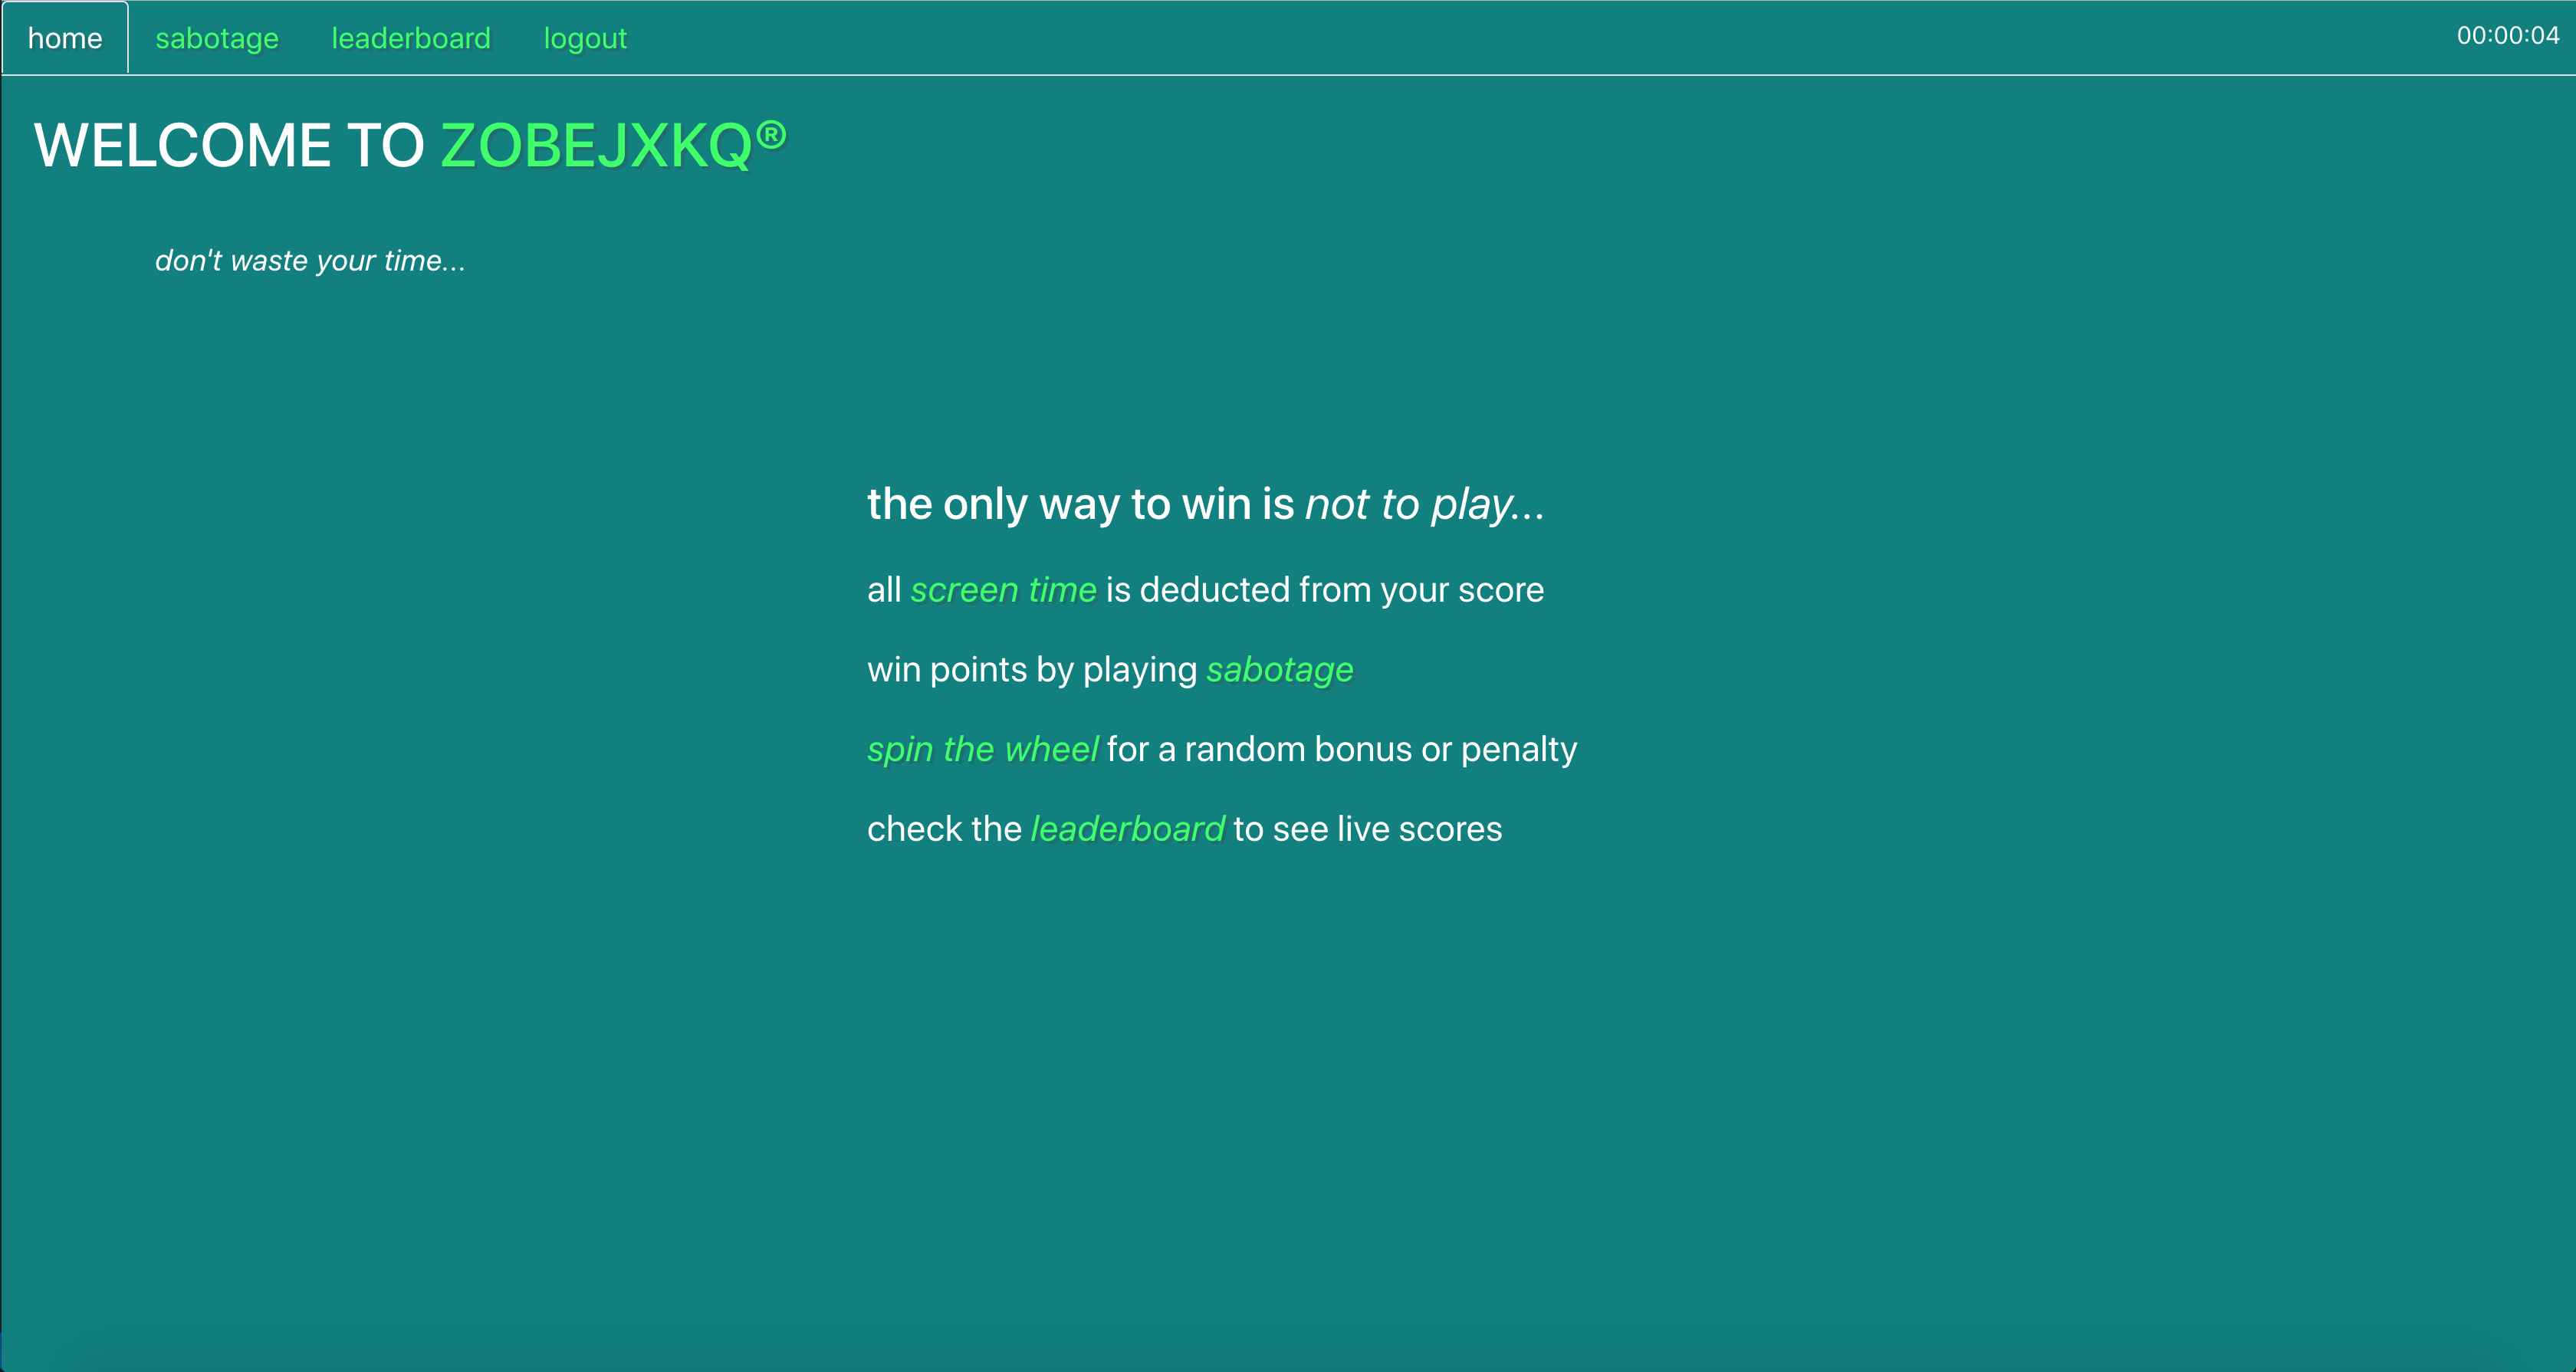 home sabotage leaderboard logout 00:00:04
WELCOME TO ZOBEJXKQ®
don't waste your time...
the only way to win is not to play...
all screen time is deducted from your score
win points by playing sabotage
spin the wheel for a random bonus or penalty
check the leaderboard to see live scores